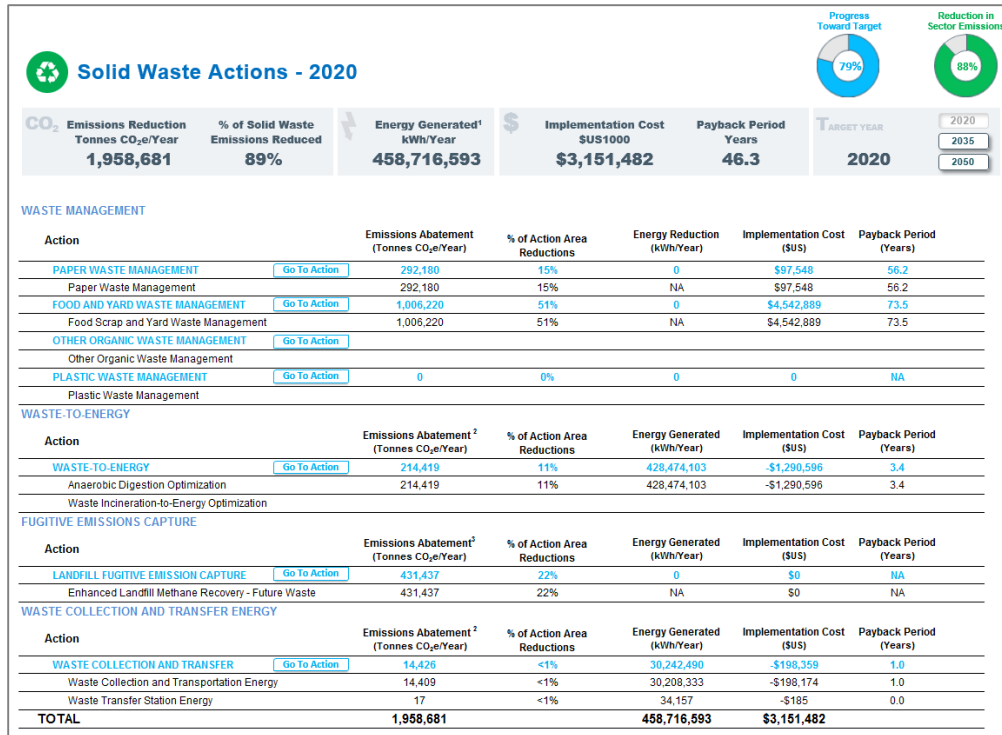 Progress Toward Target
Reduction in Sector Emissions
79%
88%
Solid Waste Actions - 2020
CO₂ Emissions Reduction Tonnes CO₂e/Year
1,958,681
% of Solid Waste Emissions Reduced
89%
Energy Generated¹ kWh/Year
458,716,593
$ Implementation Cost $US1000
$3,151,482
Payback Period Years
46.3
TARGET YEAR
2020
2020
2035
2050
WASTE MANAGEMENT
Action Emissions Abatement (Tonnes CO₂e/Year) % of Action Area Reductions Energy Reduction (kWh/Year) Implementation Cost ($US) Payback Period (Years)
PAPER WASTE MANAGEMENT Go To Action 292,180 15% 0 $97,548 56.2
Paper Waste Management 292,180 15% NA $97,548 56.2
FOOD AND YARD WASTE MANAGEMENT Go To Action 1,006,220 51% 0 $4,542,889 73.5
Food Scrap and Yard Waste Management 1,006,220 51% NA $4,542,889 73.5
OTHER ORGANIC WASTE MANAGEMENT Go To Action
Other Organic Waste Management
PLASTIC WASTE MANAGEMENT Go To Action 0 0% 0 0 NA
Plastic Waste Management
WASTE-TO-ENERGY
Action Emissions Abatement ² (Tonnes CO₂e/Year) % of Action Area Reductions Energy Generated (kWh/Year) Implementation Cost ($US) Payback Period (Years)
WASTE-TO-ENERGY Go To Action 214,419 11% 428,474,103 -$1,290,596 3.4
Anaerobic Digestion Optimization 214,419 11% 428,474,103 -$1,290,596 3.4
Waste Incineration-to-Energy Optimization
FUGITIVE EMISSIONS CAPTURE
Action Emissions Abatement³ (Tonnes CO₂e/Year) % of Action Area Reductions Energy Generated (kWh/Year) Implementation Cost ($US) Payback Period (Years)
LANDFILL FUGITIVE EMISSION CAPTURE Go To Action 431,437 22% 0 $0 NA
Enhanced Landfill Methane Recovery - Future Waste 431,437 22% NA $0 NA
WASTE COLLECTION AND TRANSFER ENERGY
Action Emissions Abatement ² (Tonnes CO₂e/Year) % of Action Area Reductions Energy Generated (kWh/Year) Implementation Cost ($US) Payback Period (Years)
WASTE COLLECTION AND TRANSFER Go To Action 14,426 <1% 30,242,490 -$198,359 1.0
Waste Collection and Transportation Energy 14,409 <1% 30,208,333 -$198,174 1.0
Waste Transfer Station Energy 17 <1% 34,157 -$185 0.0
TOTAL 1,958,681 458,716,593 $3,151,482